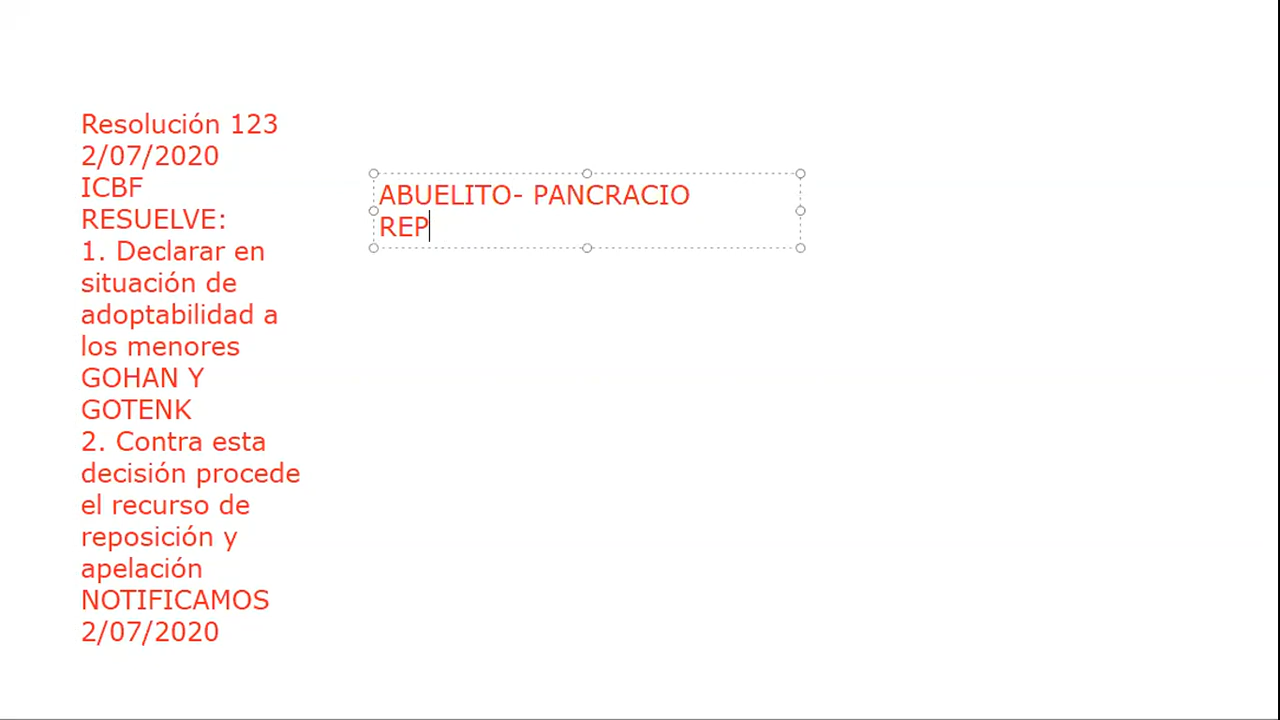 Resolución 123
2/07/2020
ICBF
RESUELVE:
1. Declarar en
situación de
adoptabilidad a
los menores
GOHAN Y
GOTENK
2. Contra esta
decisión procede
el recurso de
reposición y
apelación
NOTIFICAMOS
2/07/2020
ABUELITO- PANCRACIO
REP